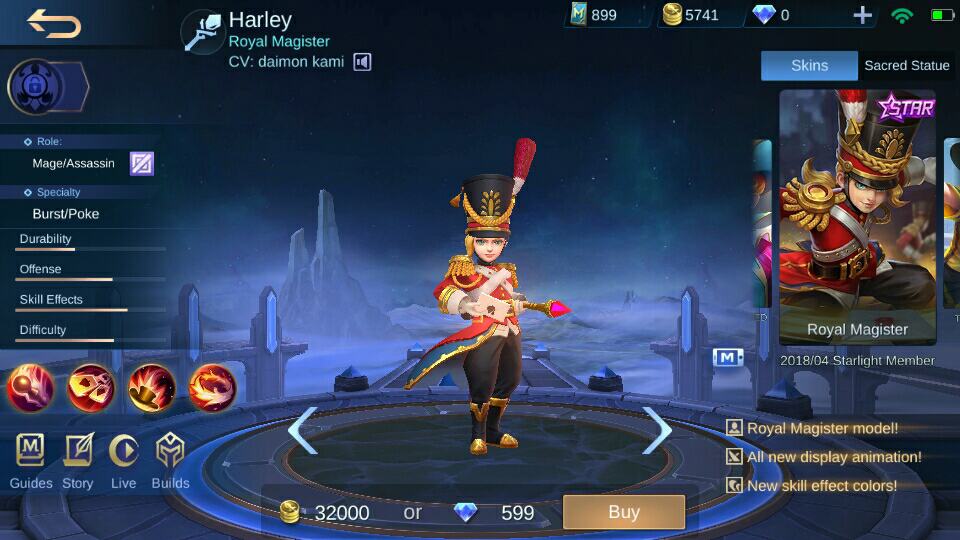 Harley
Royal Magister
CV: daimon kami
899
5741
0
Skins
Sacred Statue
Role:
Mage/Assassin
Specialty
Burst/Poke
Durability
Offense
Skill Effects
Difficulty
STAR
Royal Magister
2018/04 Starlight Member
M
Royal Magister model!
All new display animation!
New skill effect colors!
Guides
Story
Live
Builds
32000 or 599
Buy